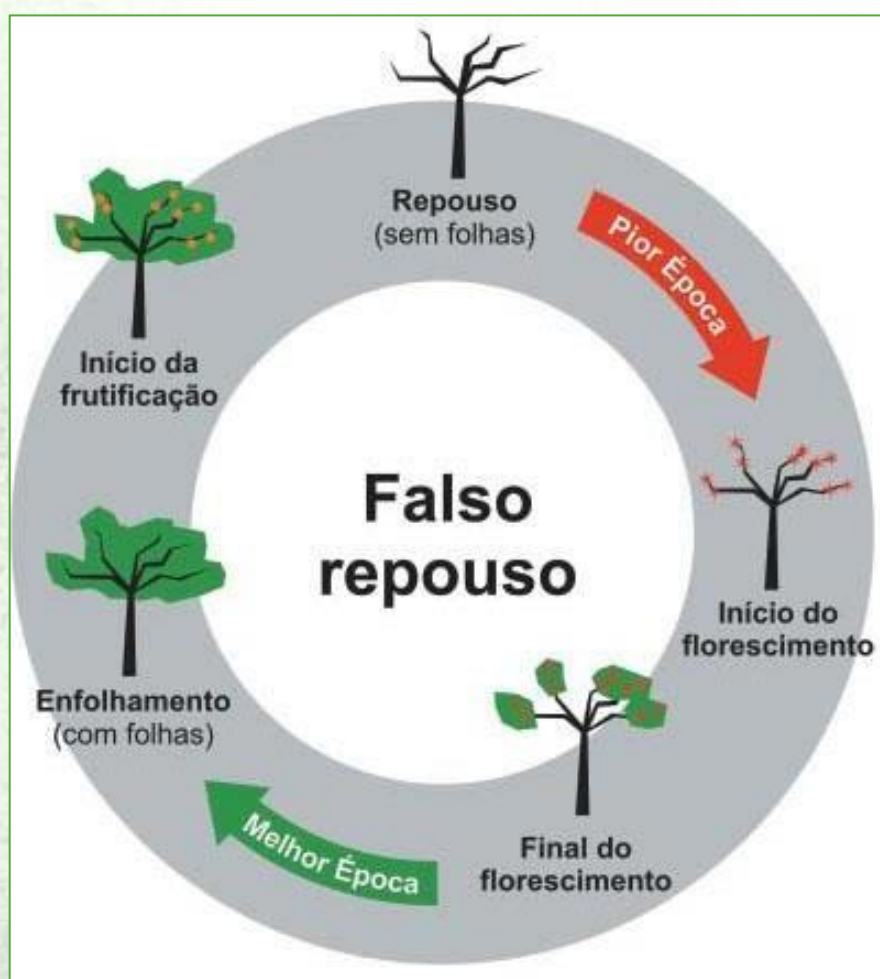 Repouso
(sem folhas)
Pior Época
Início do
florescimento
Final do
florescimento
Melhor Época
Enfolhamento
(com folhas)
Início da
frutificação
Falso
repouso